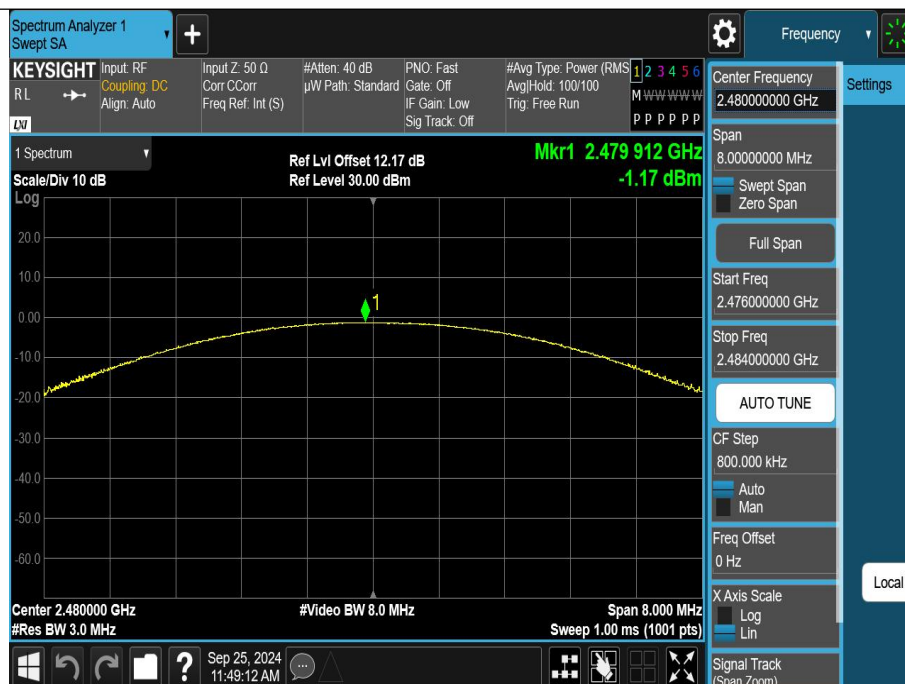 Spectrum Analyzer 1
Swept SA
Frequency
KEYSIGHT
RL
LXI
Input: RF
Coupling: DC
Align: Auto
Input Z: 50 Ω
Corr CCorr
Freq Ref: Int (S)
#Atten: 40 dB
µW Path: Standard
PNO: Fast
Gate: Off
IF Gain: Low
Sig Track: Off
#Avg Type: Power (RMS
Avg|Hold: 100/100
Trig: Free Run
1 2 3 4 5 6
M W W W W W
P P P P P P
Center Frequency
2.480000000 GHz
Settings
Span
8.00000000 MHz
Swept Span
Zero Span
Full Span
Start Freq
2.476000000 GHz
Stop Freq
2.484000000 GHz
AUTO TUNE
CF Step
800.000 kHz
Auto
Man
Freq Offset
0 Hz
X Axis Scale
Log
Lin
Signal Track
(Span Zoom)
Local
1 Spectrum
Scale/Div 10 dB
Log
Ref Lvl Offset 12.17 dB
Ref Level 30.00 dBm
Mkr1 2.479 912 GHz
-1.17 dBm
20.0
10.0
1
0.00
-10.0
-20.0
-30.0
-40.0
-50.0
-60.0
Center 2.480000 GHz
#Video BW 8.0 MHz
Span 8.000 MHz
#Res BW 3.0 MHz
Sweep 1.00 ms (1001 pts)
?
Sep 25, 2024
11:49:12 AM